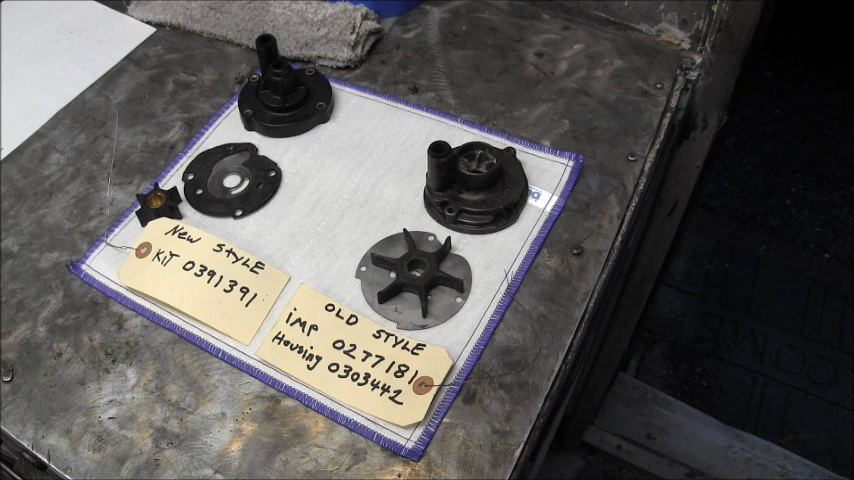 New STYLE
KIT 0391391
OLD STYLE
imp 0277181
Housing 0303442